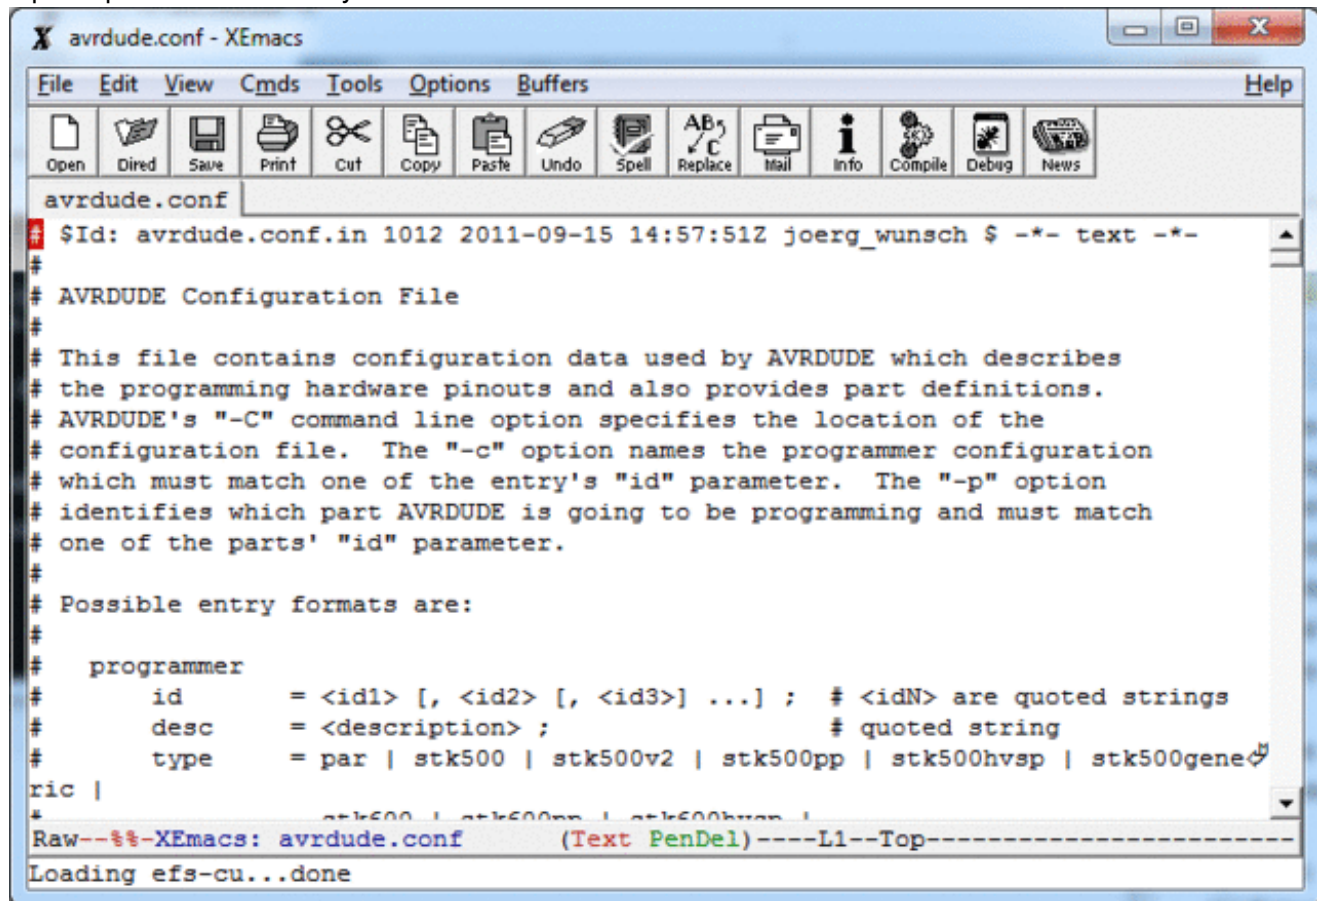 avrdude.conf - XEmacs
File Edit View Cmds Tools Options Buffers Help
Open Dired Save Print Cut Copy Paste Undo Spell Replace Mail Info Compile Debug News
avrdude.conf
# $Id: avrdude.conf.in 1012 2011-09-15 14:57:51Z joerg_wunsch $ -*- text -*-
#
# AVRDUDE Configuration File
#
# This file contains configuration data used by AVRDUDE which describes
# the programming hardware pinouts and also provides part definitions.
# AVRDUDE's "-C" command line option specifies the location of the
# configuration file.  The "-c" option names the programmer configuration
# which must match one of the entry's "id" parameter.  The "-p" option
# identifies which part AVRDUDE is going to be programming and must match
# one of the parts' "id" parameter.
#
# Possible entry formats are:
#
#   programmer
#       id       = <id1> [, <id2> [, <id3>] ...] ;  # <idN> are quoted strings
#       desc     = <description> ;                  # quoted string
#       type     = par | stk500 | stk500v2 | stk500pp | stk500hvsp | stk500gene
ric |
#                  stk600 | stk600pp | stk600hvsp |
Raw--%%-XEmacs: avrdude.conf      (Text PenDel)----L1--Top------------------------
Loading efs-cu...done